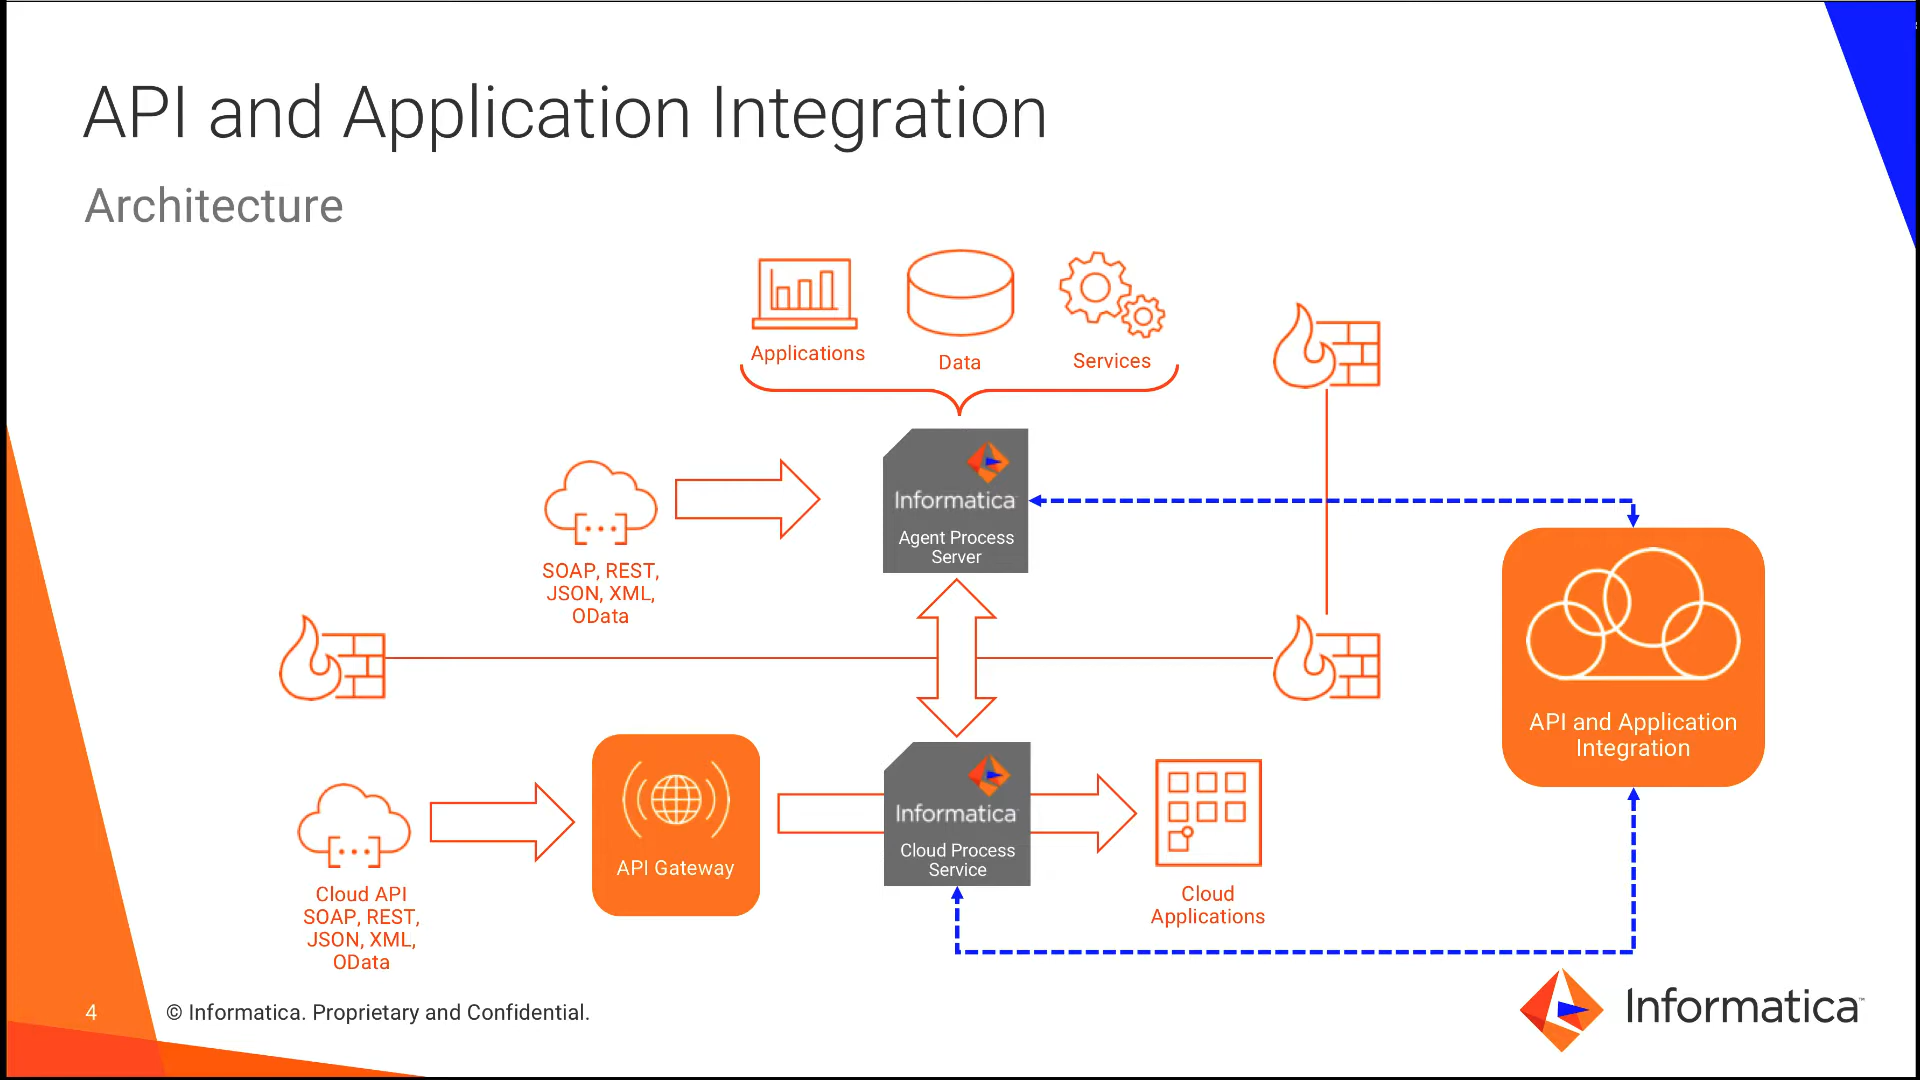 API and Application Integration
Architecture
Applications
Data
Services
Informatica
Agent Process
Server
SOAP, REST,
JSON, XML,
OData
API and Application
Integration
API Gateway
Informatica
Cloud Process
Service
Cloud
Applications
Cloud API
SOAP, REST,
JSON, XML,
OData
4
© Informatica. Proprietary and Confidential.
Informatica™